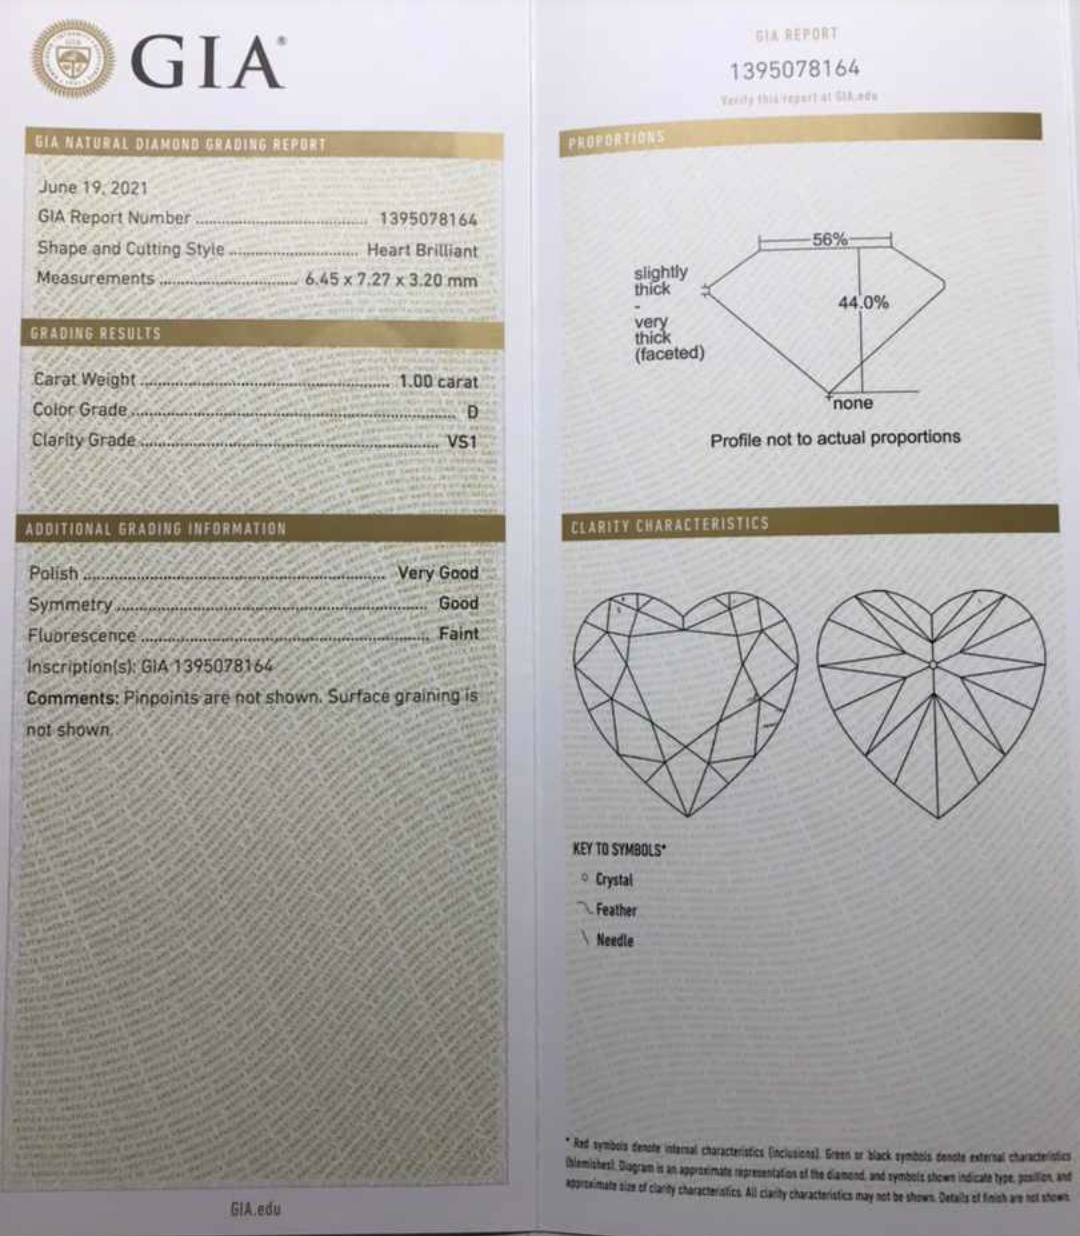 GIA®
GIA NATURAL DIAMOND GRADING REPORT
June 19, 2021
GIA Report Number ........................................ 1395078164
Shape and Cutting Style .............................. Heart Brilliant
Measurements ................................ 6.45 x 7.27 x 3.20 mm
GRADING RESULTS
Carat Weight ......................................................... 1.00 carat
Color Grade ........................................................................... D
Clarity Grade .................................................................... VS1
ADDITIONAL GRADING INFORMATION
Polish ...................................................................... Very Good
Symmetry ...................................................................... Good
Fluorescence ................................................................. Faint
Inscription(s): GIA 1395078164
Comments: Pinpoints are not shown. Surface graining is
not shown.
GIA.edu
GIA REPORT
1395078164
Verify this report at GIA.edu
PROPORTIONS
56%
slightly
thick
-
very
thick
(faceted)
44.0%
none
Profile not to actual proportions
CLARITY CHARACTERISTICS
KEY TO SYMBOLS*
Crystal
Feather
Needle
* Red symbols denote internal characteristics (inclusions). Green or black symbols denote external characteristics
(blemishes). Diagram is an approximate representation of the diamond, and symbols shown indicate type, position, and
approximate size of clarity characteristics. All clarity characteristics may not be shown. Details of finish are not shown.